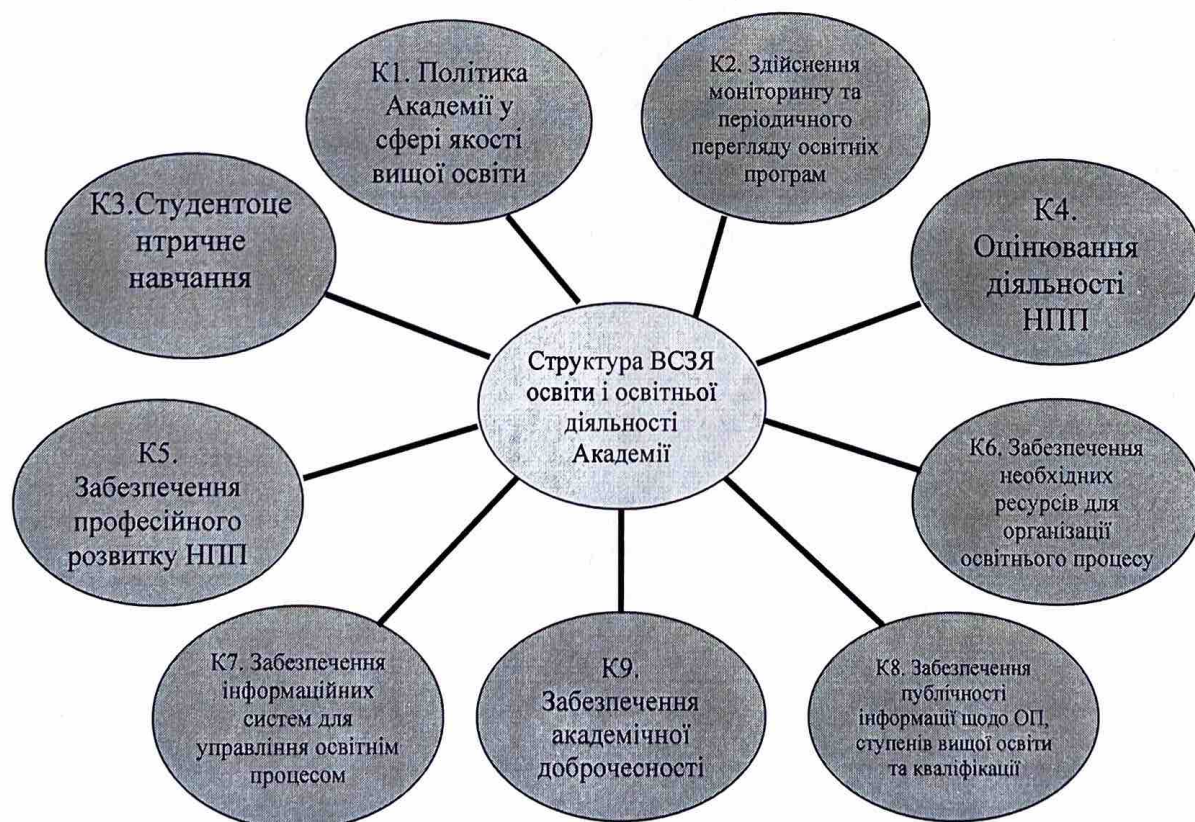 К1. Політика
Академії у
сфері якості
вищої освіти
К2. Здійснення
моніторингу та
періодичного
перегляду освітніх
програм
К3.Студентоце
нтричне
навчання
К4.
Оцінювання
діяльності
НПП
Структура ВСЗЯ
освіти і освітньої
діяльності
Академії
К5.
Забезпечення
професійного
розвитку НПП
К6. Забезпечення
необхідних
ресурсів для
організації
освітнього процесу
К7. Забезпечення
інформаційних
систем для
управління освітнім
процесом
К9.
Забезпечення
академічної
доброчесності
К8. Забезпечення
публічності
інформації щодо ОП,
ступенів вищої освіти
та кваліфікації